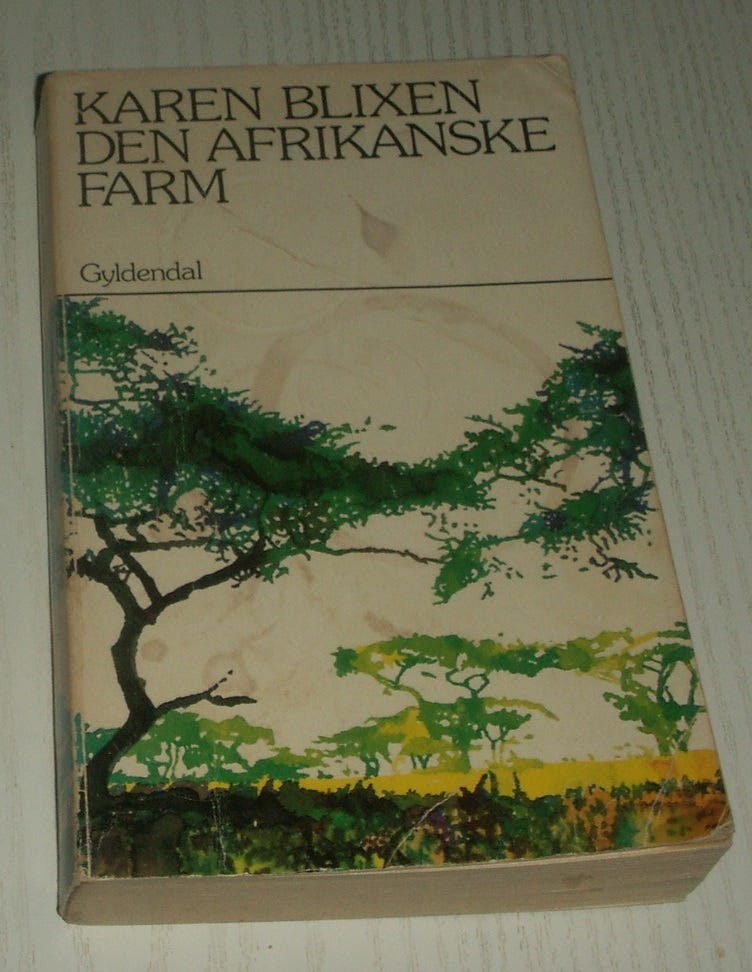 KAREN BLIXEN
DEN AFRIKANSKE
FARM
Gyldendal